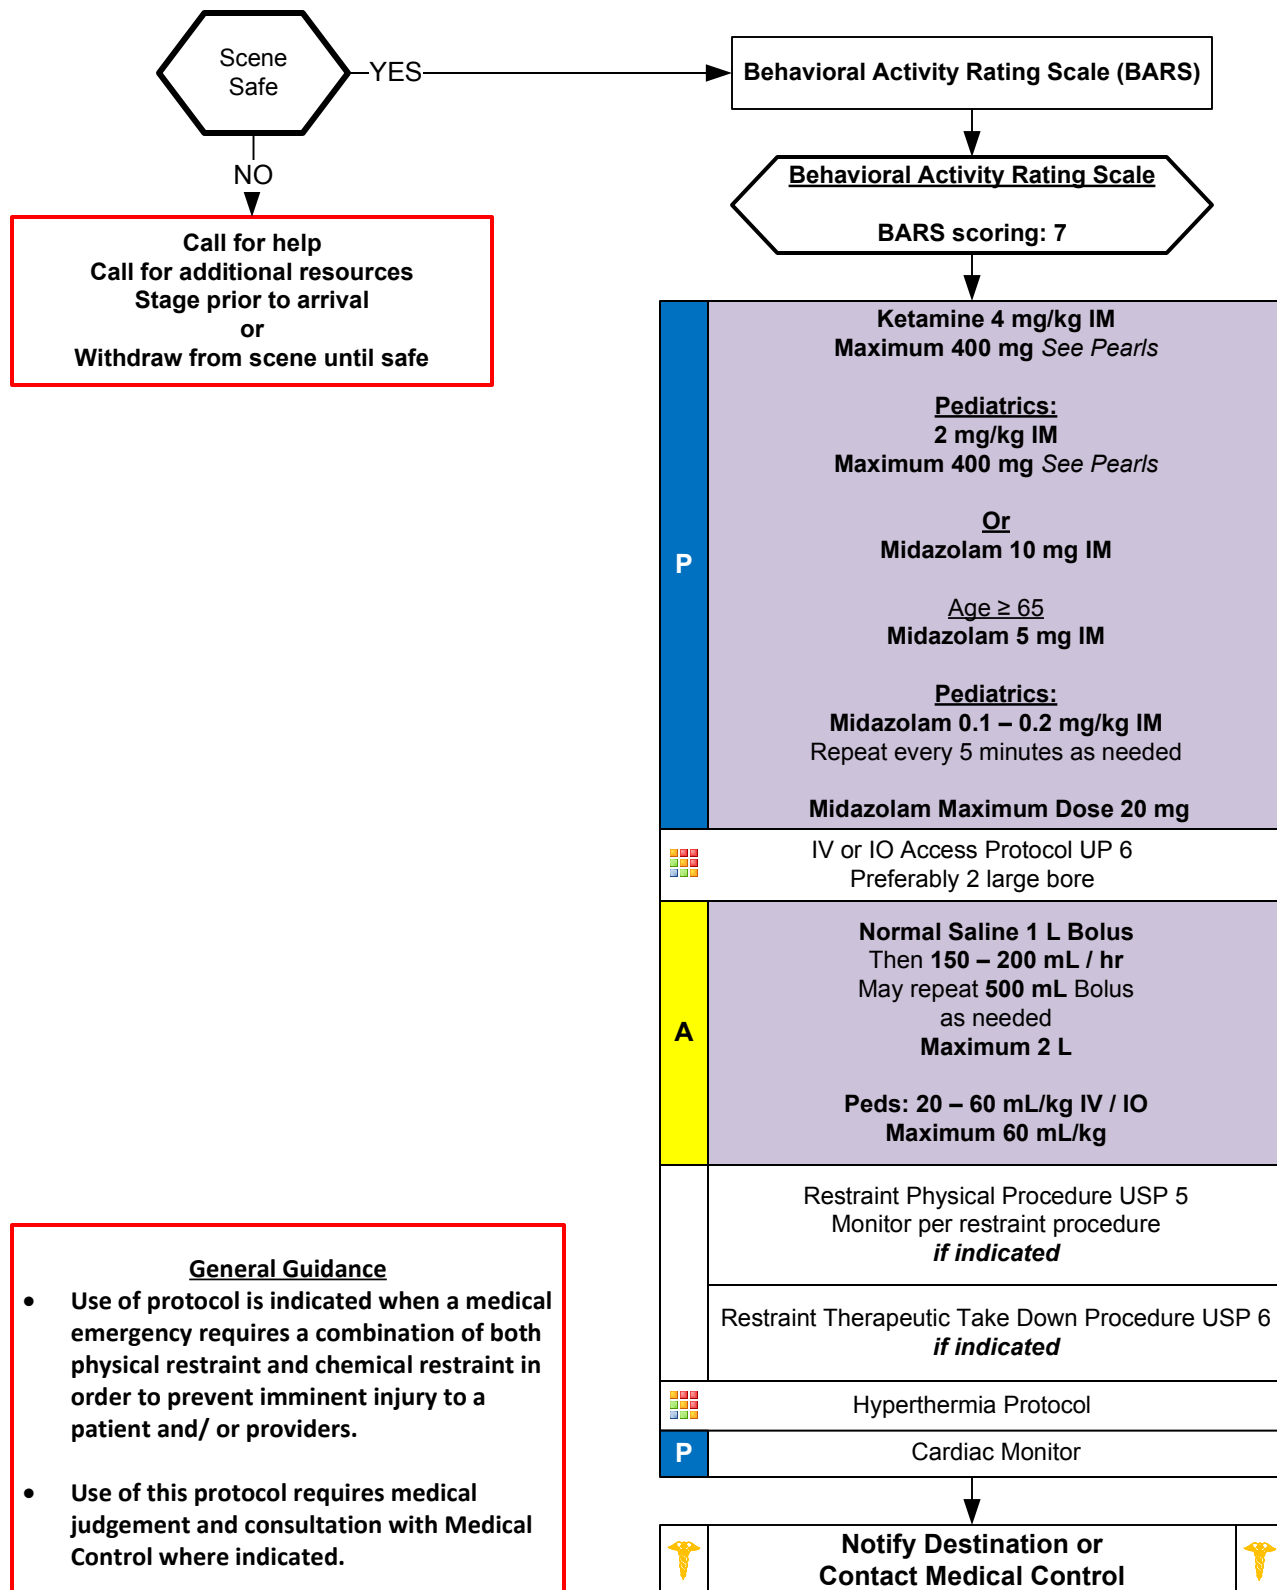 Scene
Safe
YES
NO
Call for help
Call for additional resources
Stage prior to arrival
or
Withdraw from scene until safe
Behavioral Activity Rating Scale (BARS)
Behavioral Activity Rating Scale
BARS scoring: 7
P
Ketamine 4 mg/kg IM
Maximum 400 mg See Pearls
Pediatrics:
2 mg/kg IM
Maximum 400 mg See Pearls
Or
Midazolam 10 mg IM
Age ≥ 65
Midazolam 5 mg IM
Pediatrics:
Midazolam 0.1 – 0.2 mg/kg IM
Repeat every 5 minutes as needed
Midazolam Maximum Dose 20 mg
IV or IO Access Protocol UP 6
Preferably 2 large bore
A
Normal Saline 1 L Bolus
Then 150 – 200 mL / hr
May repeat 500 mL Bolus
as needed
Maximum 2 L
Peds: 20 – 60 mL/kg IV / IO
Maximum 60 mL/kg
Restraint Physical Procedure USP 5
Monitor per restraint procedure
if indicated
Restraint Therapeutic Take Down Procedure USP 6
if indicated
Hyperthermia Protocol
P
Cardiac Monitor
Notify Destination or
Contact Medical Control
General Guidance
• Use of protocol is indicated when a medical
emergency requires a combination of both
physical restraint and chemical restraint in
order to prevent imminent injury to a
patient and/ or providers.
• Use of this protocol requires medical
judgement and consultation with Medical
Control where indicated.